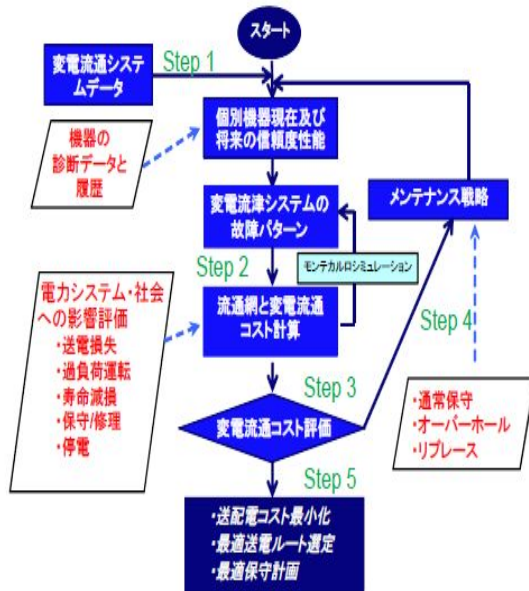 スタート
変電流通システ
ムデータ
Step 1
個別機器現在及び
将来の信頼度性能
機器の
診断データと
履歴
変電流津システムの
故障パターン
メンテナンス戦略
Step 2
モンテカルロシミュレーション
電力システム・社会
への影響評価
・送電損失
・過負荷運転
・寿命減損
・保守/修理
・停電
流通網と変電流通
コスト計算
Step 4
Step 3
・通常保守
・オーバーホール
・リプレース
変電流通コスト評価
Step 5
・送配電コスト最小化
・最適送電ルート選定
・最適保守計画